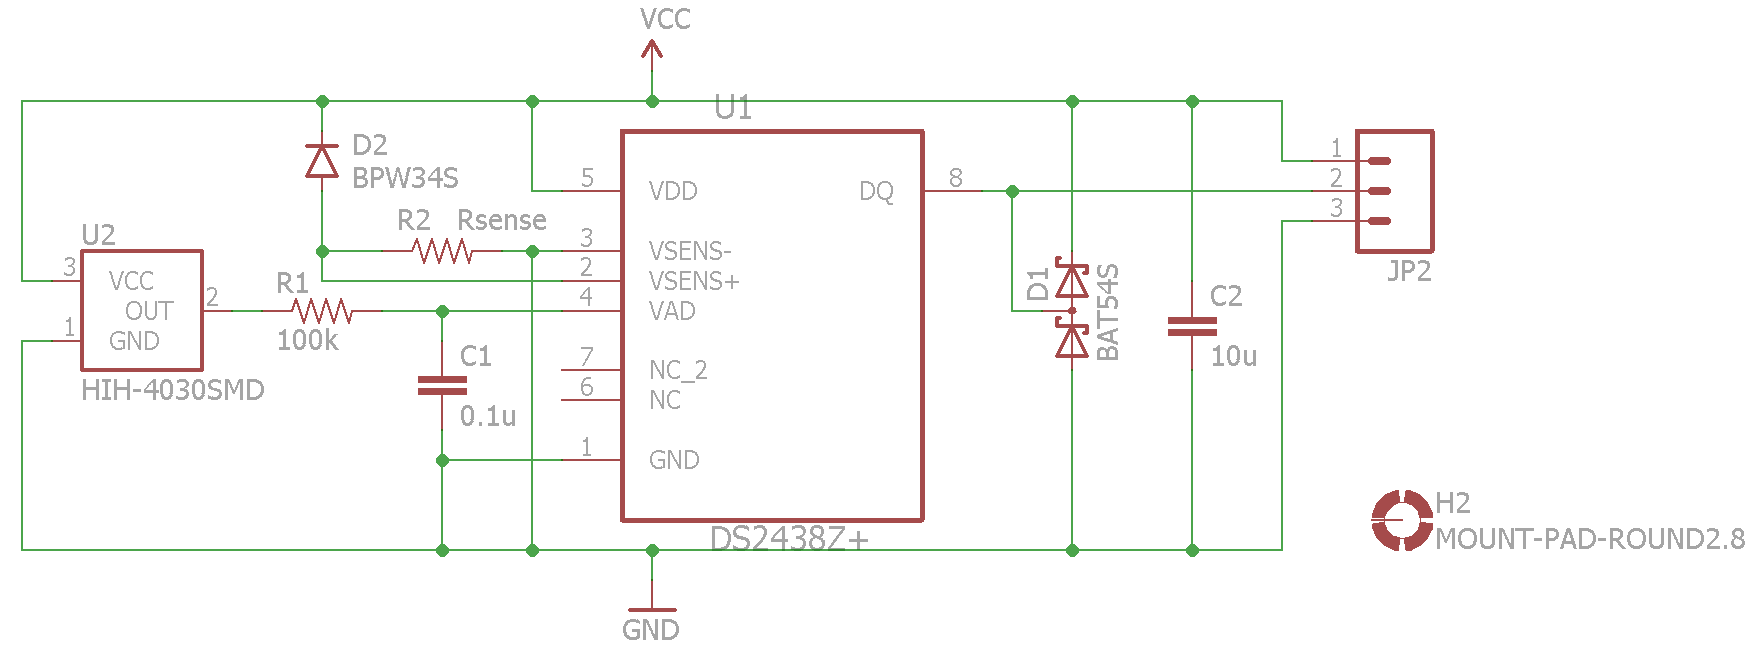 VCC
U1
D2
BPW34S
5
VDD
DQ
8
1
2
3
JP2
R2
Rsense
3
VSENS-
2
VSENS+
4
VAD
U2
3
VCC
OUT
2
1
GND
HIH-4030SMD
R1
100k
C1
0.1u
7
NC_2
6
NC
1
GND
DS2438Z+
D1
BAT54S
C2
10u
H2
MOUNT-PAD-ROUND2.8
GND